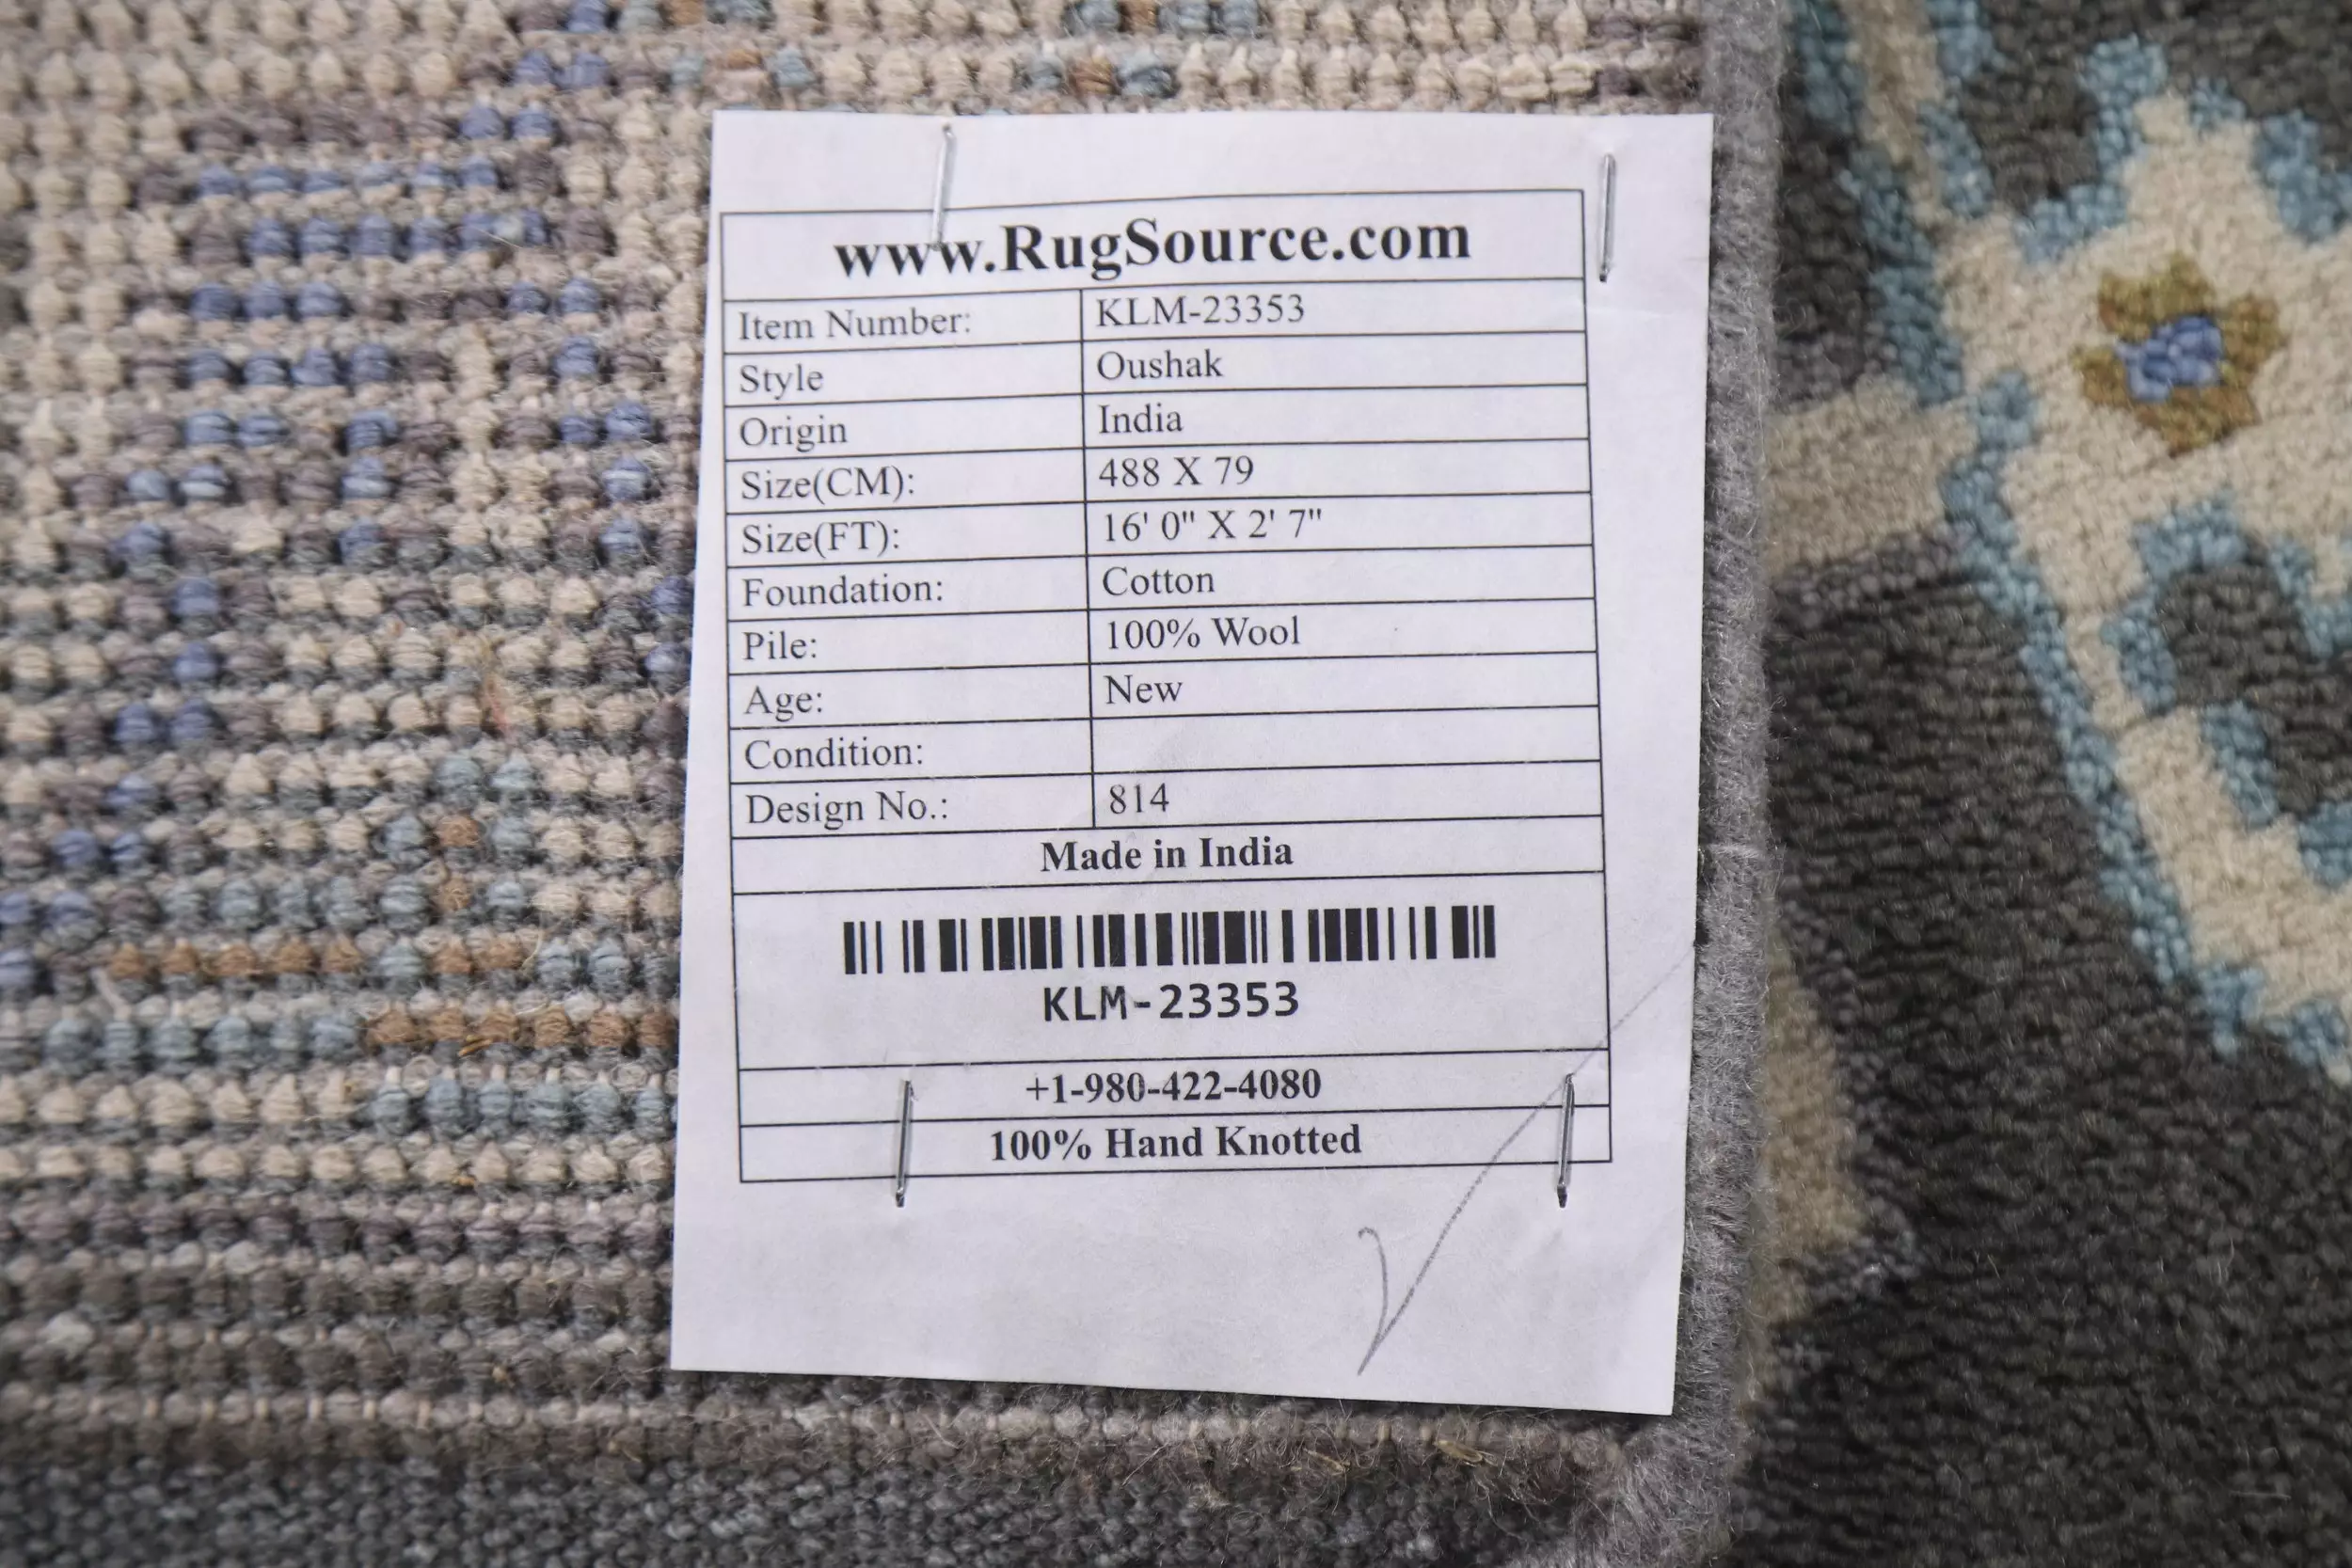 www.RugSource.com
Item Number: KLM-23353
Style Oushak
Origin India
Size(CM): 488 X 79
Size(FT): 16' 0" X 2' 7"
Foundation: Cotton
Pile: 100% Wool
Age: New
Condition:
Design No.: 814
Made in India
KLM-23353
+1-980-422-4080
100% Hand Knotted